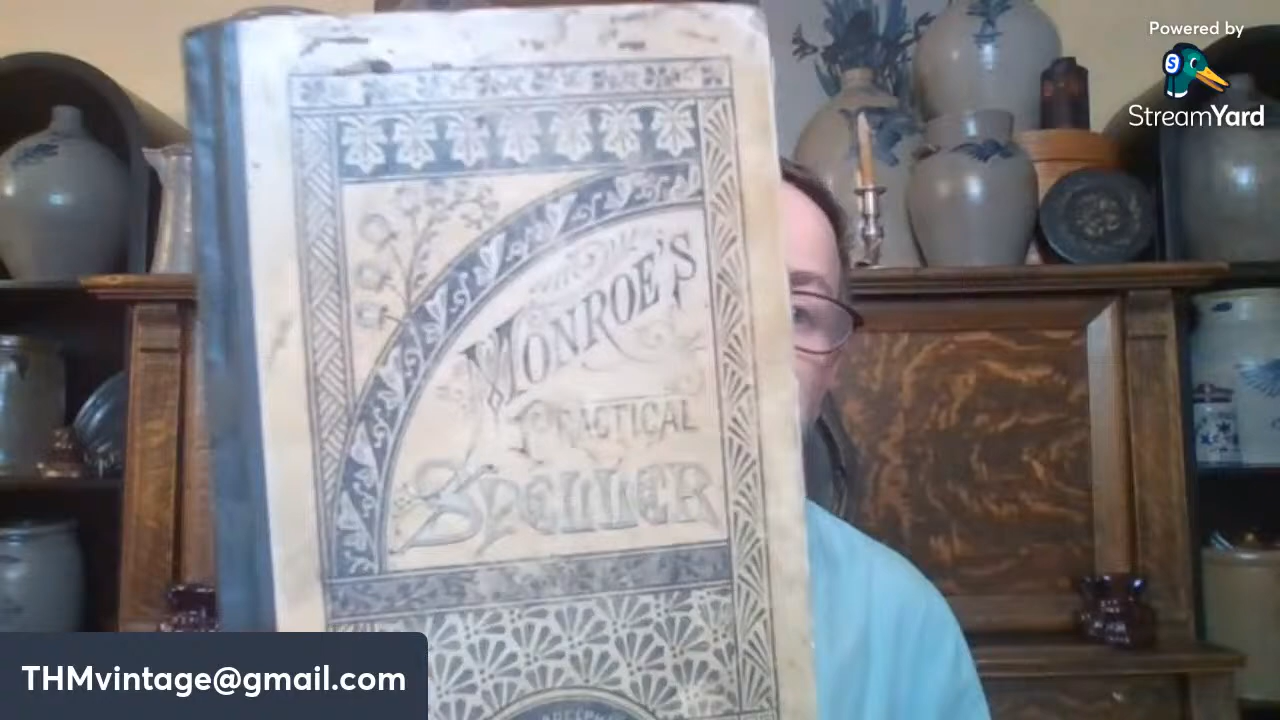 Powered by
S
StreamYard
MONROE'S
PRACTICAL
SPELLER
THMvintage@gmail.com